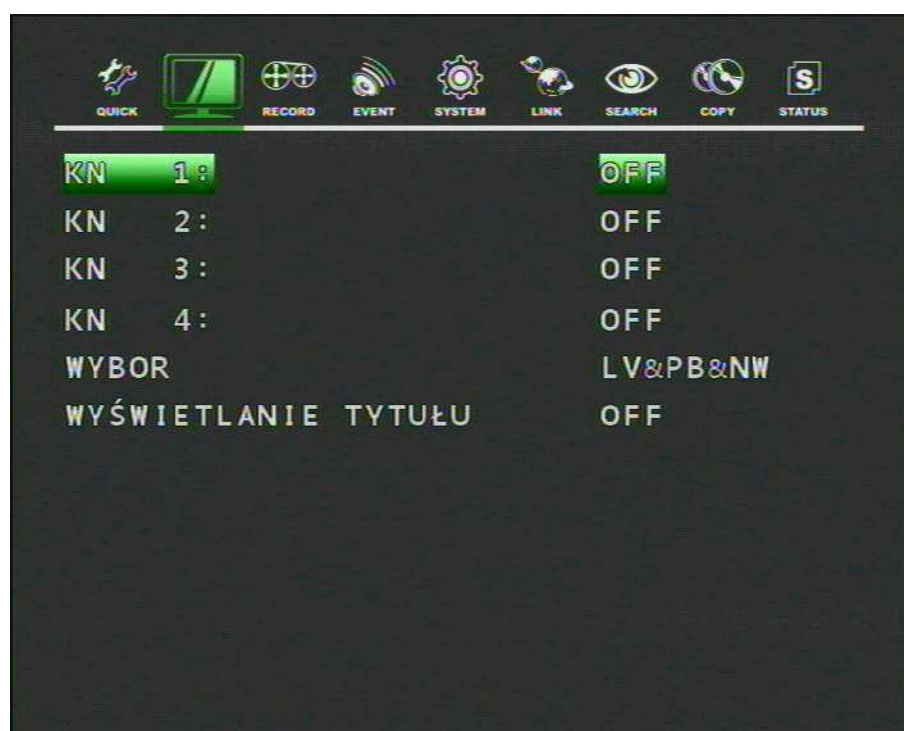 QUICK RECORD EVENT SYSTEM LINK SEARCH COPY S STATUS
KN 1: OFF
KN 2: OFF
KN 3: OFF
KN 4: OFF
WYBOR LV&PB&NW
WYŚWIETLANIE TYTUŁU OFF